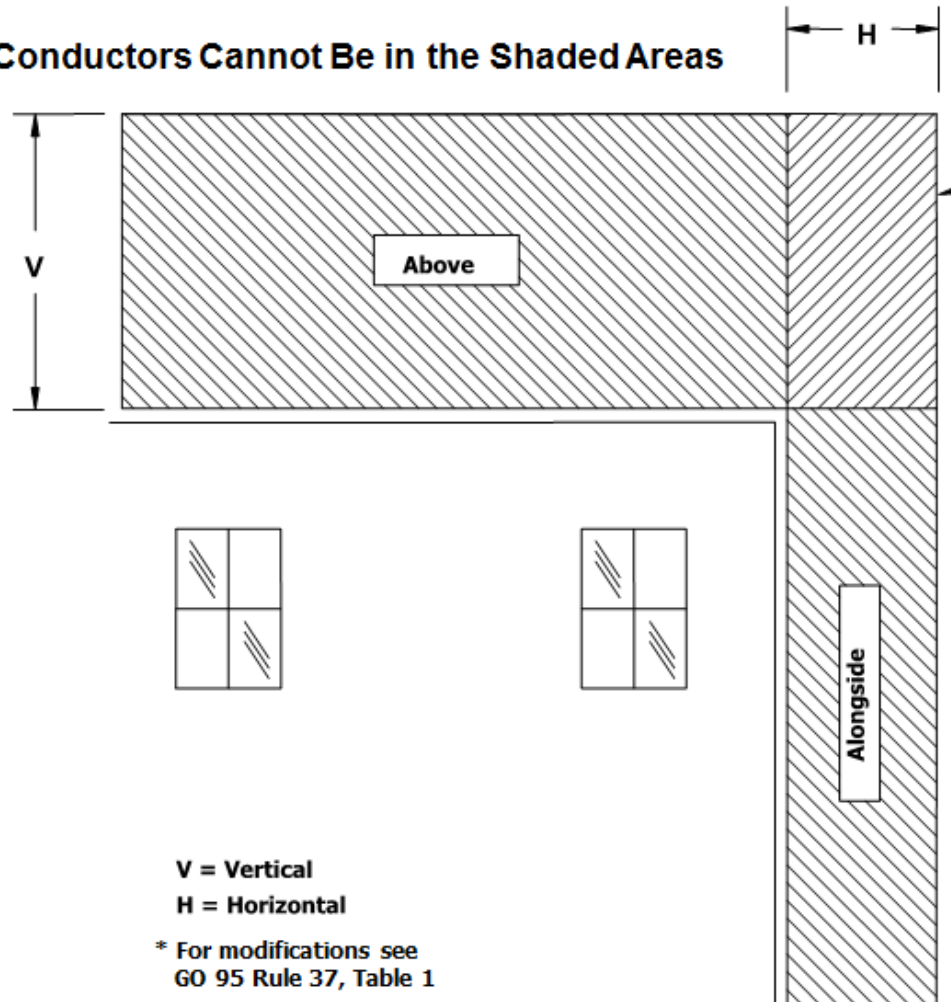 Conductors Cannot Be in the Shaded Areas
H
V
Above
Alongside
V = Vertical
H = Horizontal
* For modifications see
GO 95 Rule 37, Table 1